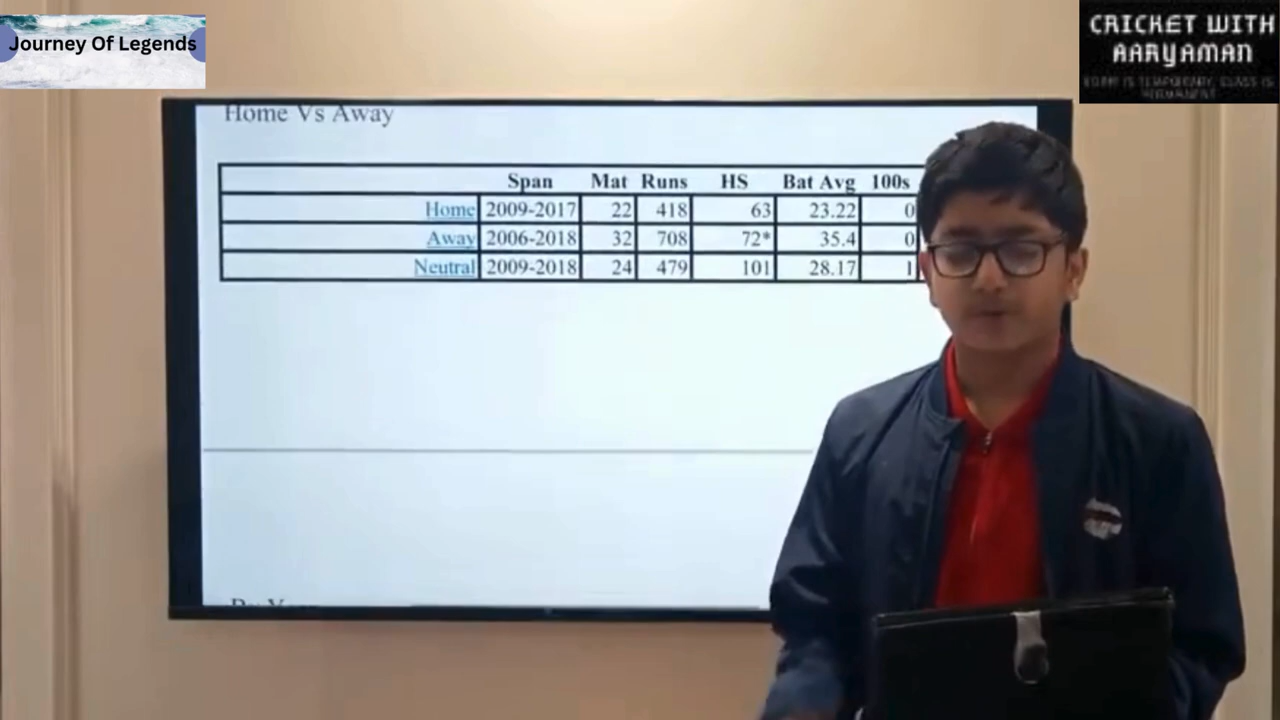 Journey Of Legends
CRICKET WITH
AARYAMAN
Home Vs Away
Span Mat Runs HS Bat Avg 100s
Home 2009-2017 22 418 63 23.22 0
Away 2006-2018 32 708 72* 35.4 0
Neutral 2009-2018 24 479 101 28.17 1